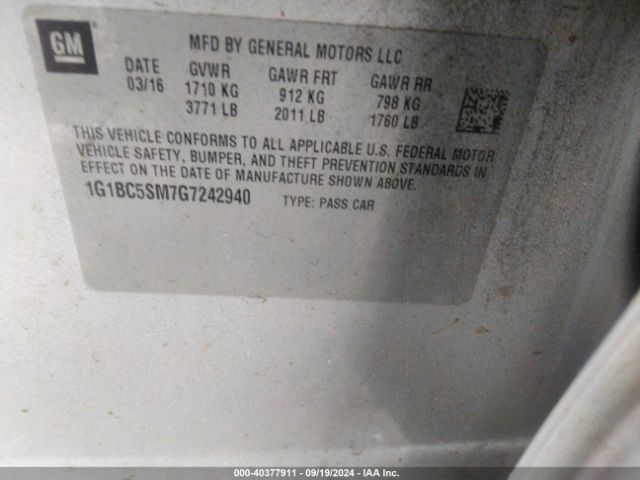 GM
MFD BY GENERAL MOTORS LLC
DATE GVWR GAWR FRT GAWR RR
03/16 1710 KG 912 KG 798 KG
3771 LB 2011 LB 1760 LB
THIS VEHICLE CONFORMS TO ALL APPLICABLE U.S. FEDERAL MOTOR
VEHICLE SAFETY, BUMPER, AND THEFT PREVENTION STANDARDS IN
EFFECT ON THE DATE OF MANUFACTURE SHOWN ABOVE.
1G1BC5SM7G7242940 TYPE: PASS CAR
000-40377911 - 09/19/2024 - IAA Inc.